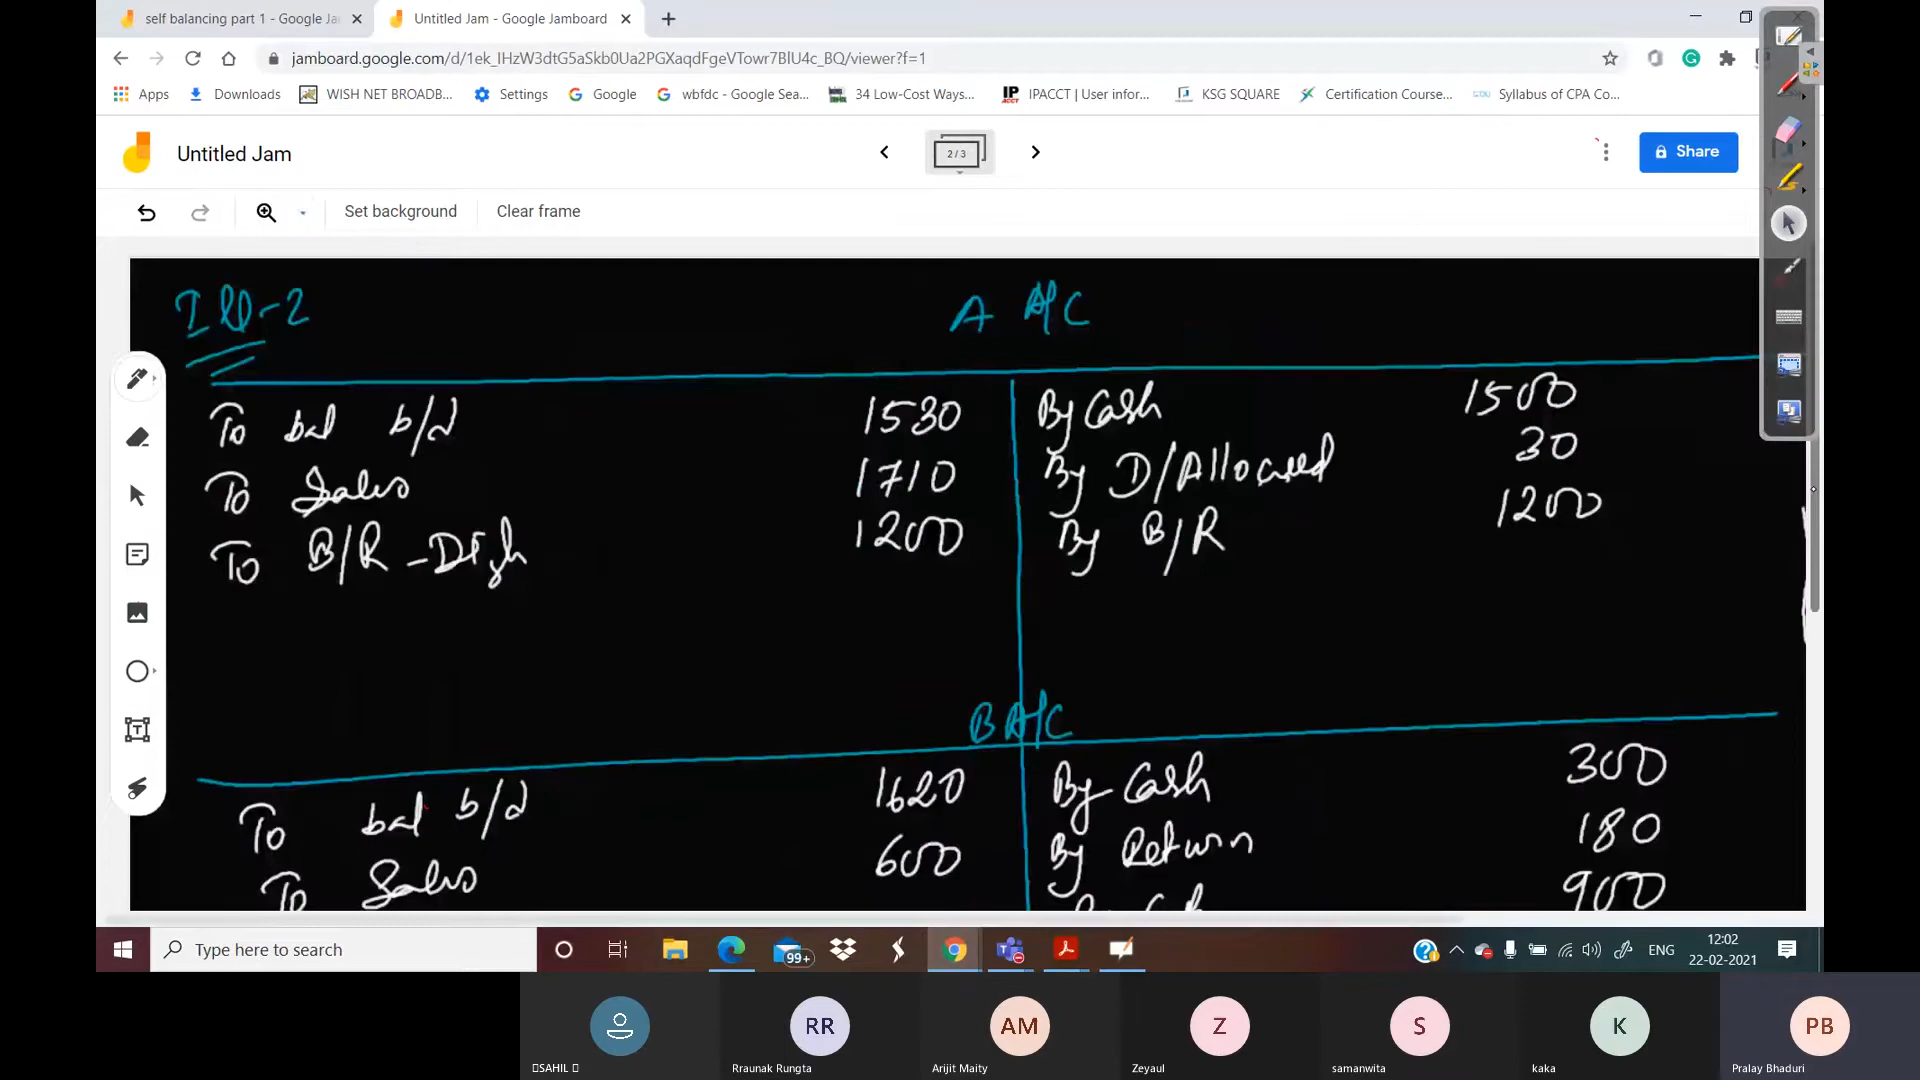 self balancing part 1 - Google Ja
Untitled Jam - Google Jamboard
jamboard.google.com/d/1ek_IHzW3dtG5aSkb0Ua2PGXaqdFgeVTowr7BlU4c_BQ/viewer?f=1
Apps Downloads WISH NET BROADB... Settings Google wbfdc - Google Sea... 34 Low-Cost Ways... IP ACCT IPACCT | User infor... KSG SQUARE Certification Course... Syllabus of CPA Co...
Untitled Jam
2 / 3
Share
Set background Clear frame
Ill-2 A A/C
To bal b/d 1530 By Cash 1500
To Sales 1710 By D/Allowed 30
To B/R - Dish 1200 By B/R 1200
B A/C
To bal b/d 1620 By Cash 300
To Sales 600 By Return 180
900
Type here to search
99+
ENG
12:02
22-02-2021
RR AM Z S K PB
SAHIL Rraunak Rungta Arijit Maity Zeyaul samanwita kaka Pralay Bhaduri